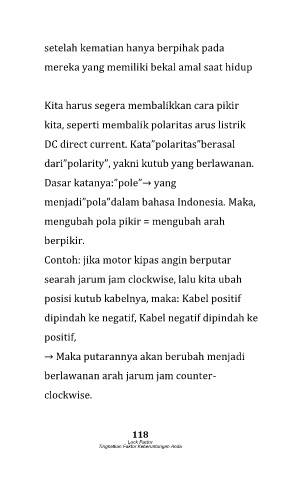 setelah kematian hanya berpihak pada
mereka yang memiliki bekal amal saat hidup
Kita harus segera membalikkan cara pikir
kita, seperti membalik polaritas arus listrik
DC direct current. Kata”polaritas”berasal
dari”polarity”, yakni kutub yang berlawanan.
Dasar katanya:”pole”→ yang
menjadi”pola”dalam bahasa Indonesia. Maka,
mengubah pola pikir = mengubah arah
berpikir.
Contoh: jika motor kipas angin berputar
searah jarum jam clockwise, lalu kita ubah
posisi kutub kabelnya, maka: Kabel positif
dipindah ke negatif, Kabel negatif dipindah ke
positif,
→ Maka putarannya akan berubah menjadi
berlawanan arah jarum jam counter-
clockwise.
118
Luck Factor
Tingkatkan Faktor Keberuntungan Anda